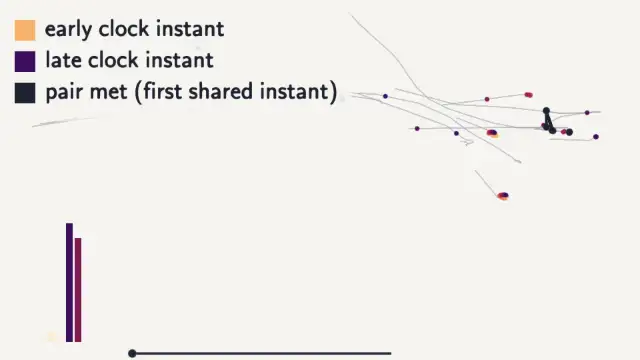 early clock instant
late clock instant
pair met (first shared instant)